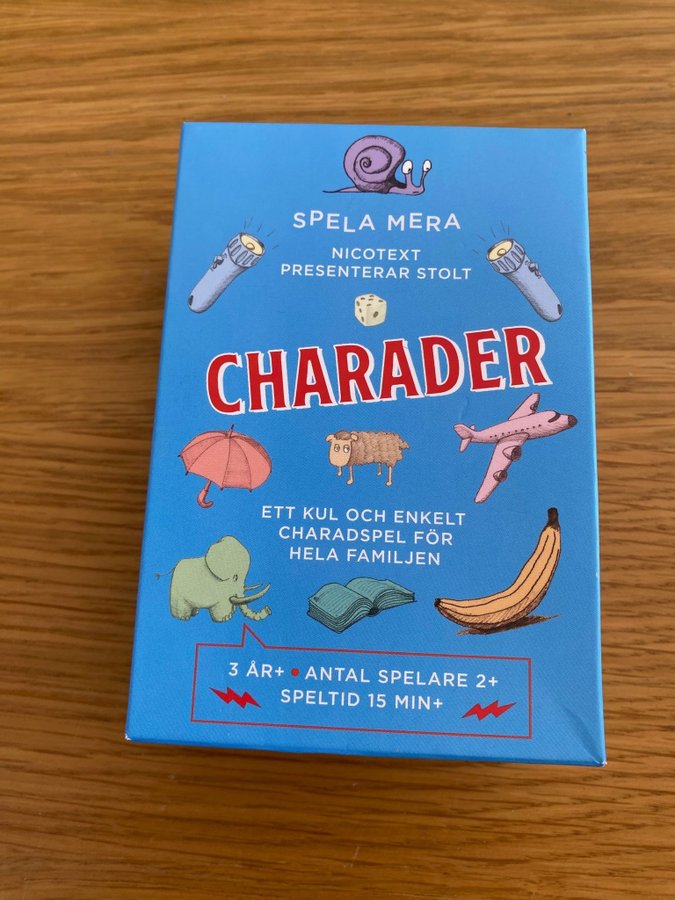 SPELA MERA
NICOTEXT
PRESENTERAR STOLT
CHARADER
ETT KUL OCH ENKELT
CHARADSPEL FÖR
HELA FAMILJEN
3 ÅR+ • ANTAL SPELARE 2+
SPELTID 15 MIN+